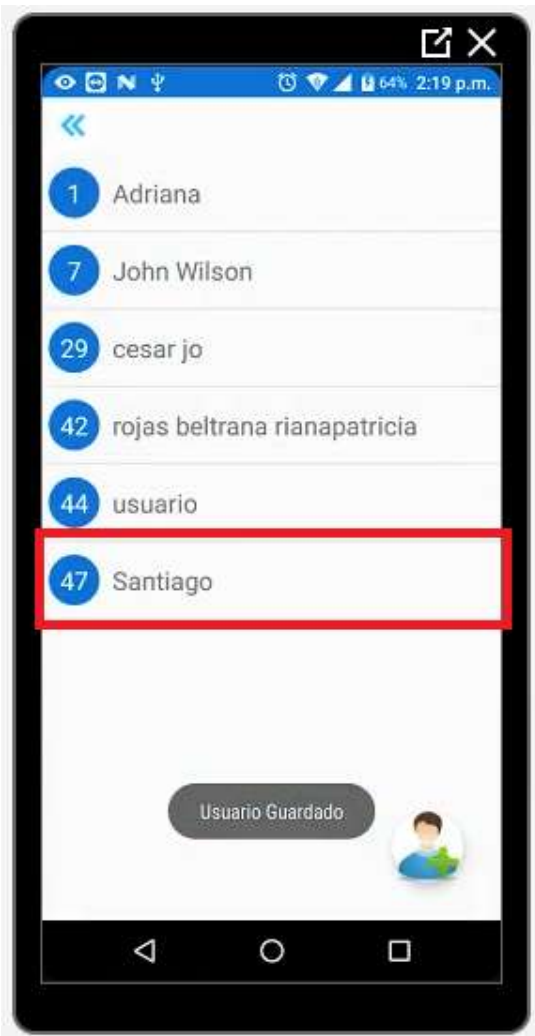 64% 2:19 p.m.
1 Adriana
7 John Wilson
29 cesar jo
42 rojas beltrana rianapatricia
44 usuario
47 Santiago
Usuario Guardado